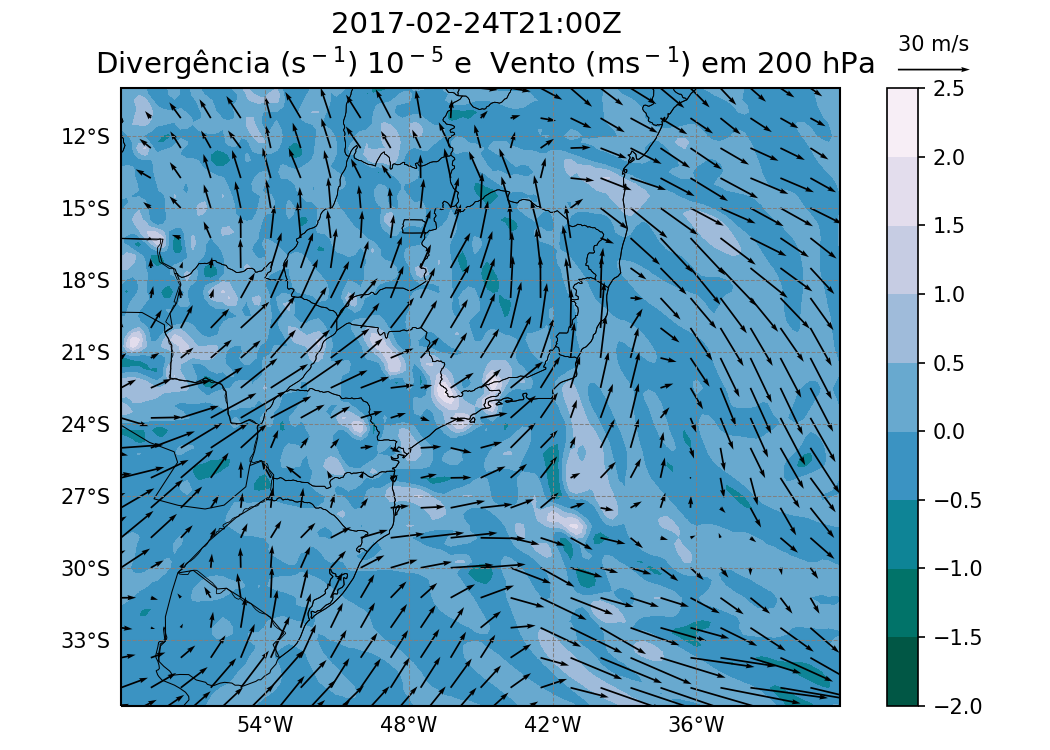 2017-02-24T21:00Z
Divergência (s⁻¹) 10⁻⁵ e Vento (ms⁻¹) em 200 hPa
30 m/s
12°S
15°S
18°S
21°S
24°S
27°S
30°S
33°S
54°W
48°W
42°W
36°W
2.5
2.0
1.5
1.0
0.5
0.0
−0.5
−1.0
−1.5
−2.0